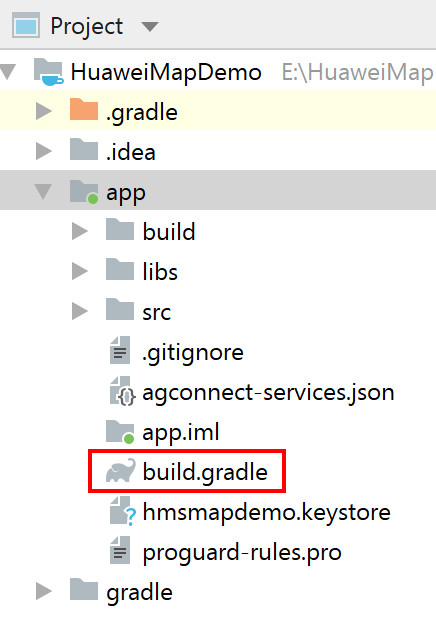 Project
HuaweiMapDemo E:\HuaweiMap
.gradle
.idea
app
build
libs
src
.gitignore
agconnect-services.json
app.iml
build.gradle
hmsmapdemo.keystore
proguard-rules.pro
gradle